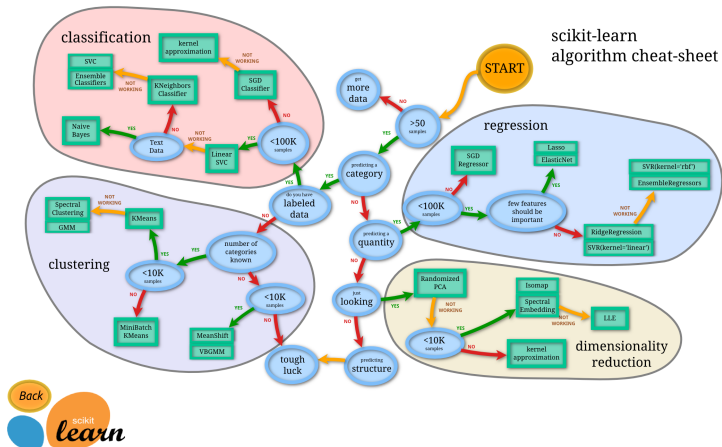 scikit-learn
algorithm cheat-sheet
START
get
more
data
NO
>50
samples
YES
predicting a
category
YES
NO
do you have
labeled
data
YES
NO
predicting a
quantity
YES
NO
just
looking
YES
NO
predicting
structure
tough
luck
classification
kernel
approximation
NOT
WORKING
SGD
Classifier
NO
<100K
samples
YES
Linear
SVC
NOT
WORKING
Text
Data
YES
NO
Naive
Bayes
KNeighbors
Classifier
NOT
WORKING
SVC
Ensemble
Classifiers
regression
<100K
samples
NO
SGD
Regressor
YES
few features
should be
important
YES
Lasso
ElasticNet
NO
RidgeRegression
SVR(kernel='linear')
NOT
WORKING
SVR(kernel='rbf')
EnsembleRegressors
clustering
number of
categories
known
YES
NO
<10K
samples
YES
KMeans
NOT
WORKING
Spectral
Clustering
GMM
NO
MiniBatch
KMeans
<10K
samples
YES
MeanShift
VBGMM
NO
dimensionality
reduction
Randomized
PCA
NOT
WORKING
<10K
samples
YES
Isomap
Spectral
Embedding
NOT
WORKING
LLE
NO
kernel
approximation
Back
scikit
learn